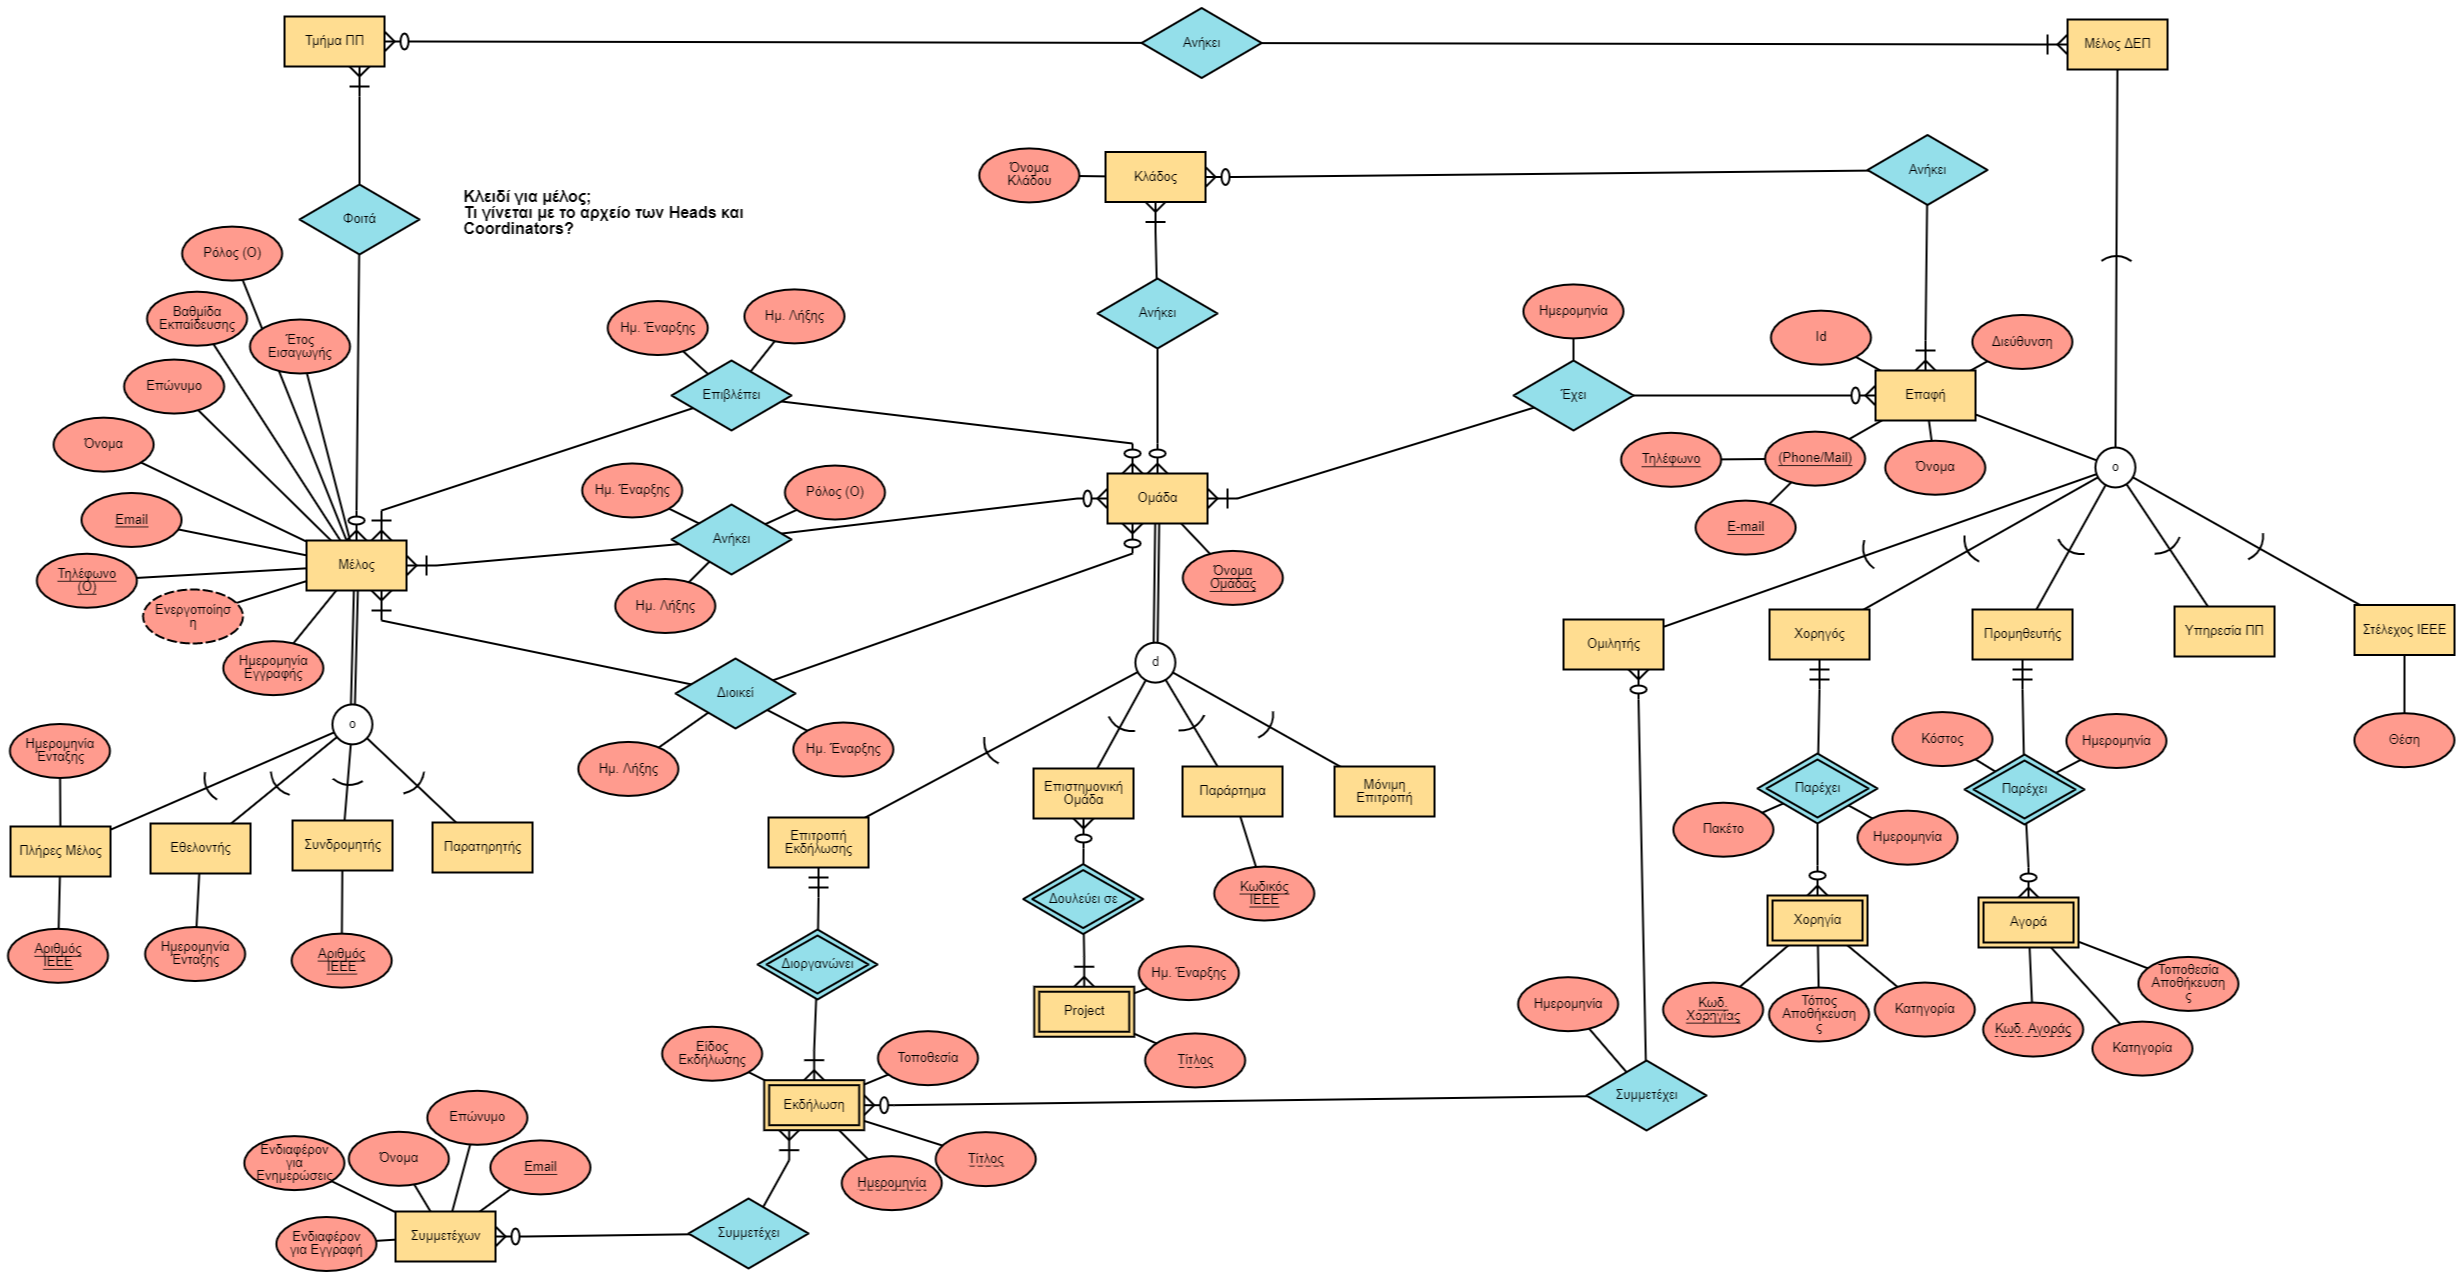 Τμήμα ΠΠ
Ανήκει
Μέλος ΔΕΠ
Όνομα
Κλάδου
Κλάδος
Ανήκει
Φοιτά
Κλειδί για μέλος;
Τι γίνεται με το αρχείο των Heads και
Coordinators?
Ρόλος (Ο)
Βαθμίδα
Εκπαίδευσης
Έτος
Εισαγωγής
Επώνυμο
Όνομα
Email
Τηλέφωνο
(Ο)
Ενεργοποίησ
η
Ημερομηνία
Εγγραφής
Μέλος
Ημ. Έναρξης
Ημ. Λήξης
Επιβλέπει
Ημ. Έναρξης
Ρόλος (Ο)
Ανήκει
Ημ. Λήξης
Διοικεί
Ημ. Λήξης
Ημ. Έναρξης
Ανήκει
Ομάδα
Όνομα
Ομάδας
Ημερομηνία
Έχει
Id
Διεύθυνση
Επαφή
Τηλέφωνο
(Phone/Mail)
Όνομα
E-mail
o
Ομιλητής
Χορηγός
Προμηθευτής
Υπηρεσία ΠΠ
Στέλεχος ΙΕΕΕ
Θέση
d
o
Ημερομηνία
Ένταξης
Πλήρες Μέλος
Εθελοντής
Συνδρομητής
Παρατηρητής
Αριθμός
IEEE
Ημερομηνία
Ένταξης
Αριθμός
IEEE
Επιτροπή
Εκδήλωσης
Επιστημονική
Ομάδα
Παράρτημα
Μόνιμη
Επιτροπή
Δουλεύει σε
Κωδικός
IEEE
Διοργανώνει
Ημ. Έναρξης
Project
Τίτλος
Παρέχει
Πακέτο
Ημερομηνία
Κόστος
Ημερομηνία
Παρέχει
Χορηγία
Κωδ.
Χορηγίας
Τόπος
Αποθήκευση
ς
Κατηγορία
Αγορά
Κωδ. Αγοράς
Τοποθεσία
Αποθήκευση
ς
Κατηγορία
Ημερομηνία
Συμμετέχει
Είδος
Εκδήλωσης
Τοποθεσία
Εκδήλωση
Ημερομηνία
Τίτλος
Ενδιαφέρον
για
Ενημερώσεις
Όνομα
Επώνυμο
Email
Ενδιαφέρον
για Εγγραφή
Συμμετέχων
Συμμετέχει